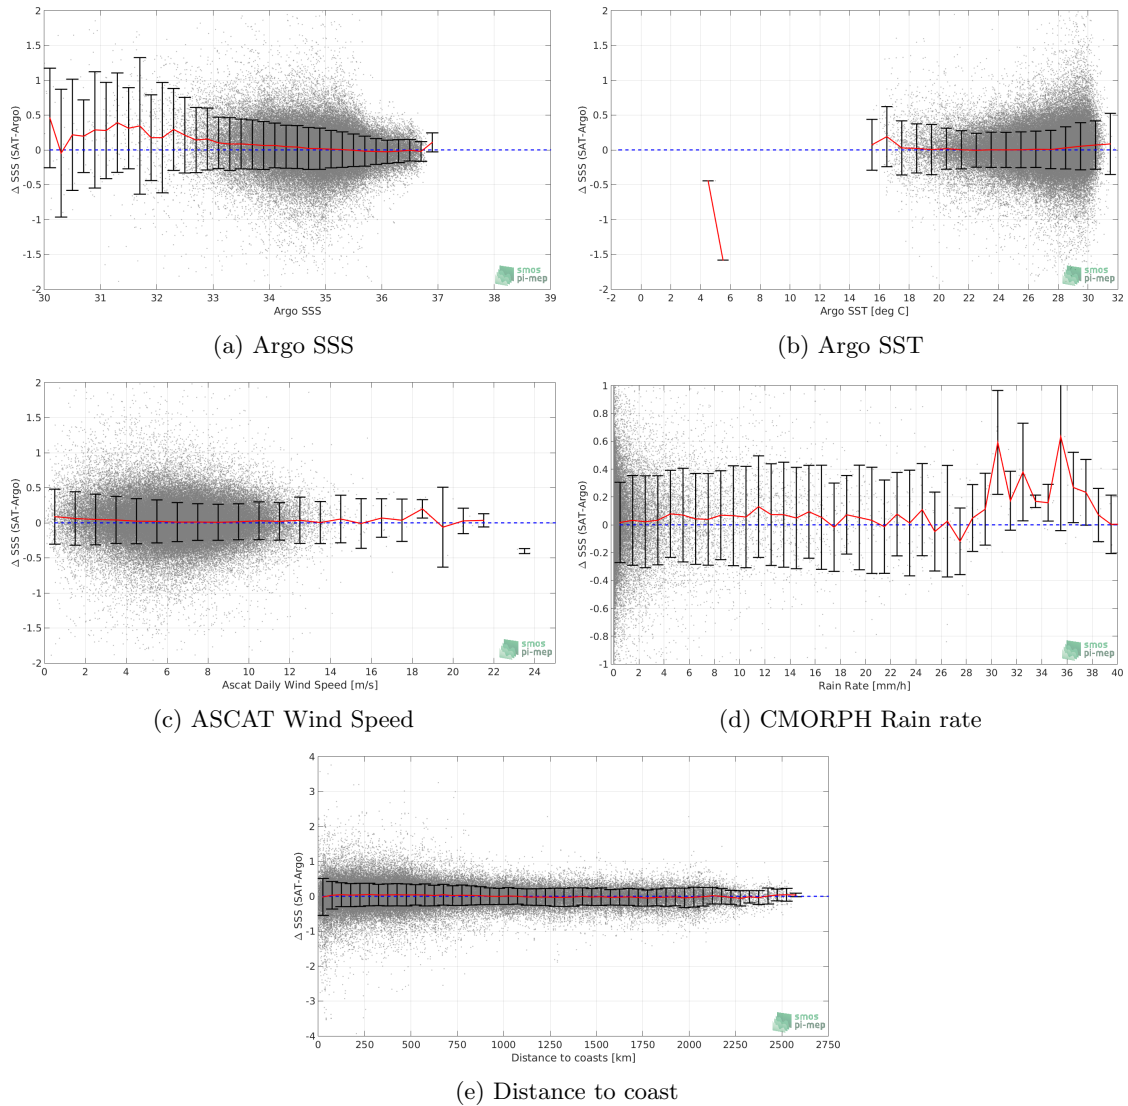 2
1.5
1
0.5
0
-0.5
-1
-1.5
-2
Δ SSS (SAT-Argo)
30 31 32 33 34 35 36 37 38 39
Argo SSS
smos
pi-mep
(a) Argo SSS
2
1.5
1
0.5
0
-0.5
-1
-1.5
-2
Δ SSS (SAT-Argo)
-2 0 2 4 6 8 10 12 14 16 18 20 22 24 26 28 30 32
Argo SST [deg C]
smos
pi-mep
(b) Argo SST
2
1.5
1
0.5
0
-0.5
-1
-1.5
-2
Δ SSS (SAT-Argo)
0 2 4 6 8 10 12 14 16 18 20 22 24
Ascat Daily Wind Speed [m/s]
smos
pi-mep
(c) ASCAT Wind Speed
1
0.8
0.6
0.4
0.2
0
-0.2
-0.4
-0.6
-0.8
-1
Δ SSS (SAT-Argo)
0 2 4 6 8 10 12 14 16 18 20 22 24 26 28 30 32 34 36 38 40
Rain Rate [mm/h]
smos
pi-mep
(d) CMORPH Rain rate
4
3
2
1
0
-1
-2
-3
-4
Δ SSS (SAT-Argo)
0 250 500 750 1000 1250 1500 1750 2000 2250 2500 2750
Distance to coasts [km]
smos
pi-mep
(e) Distance to coast